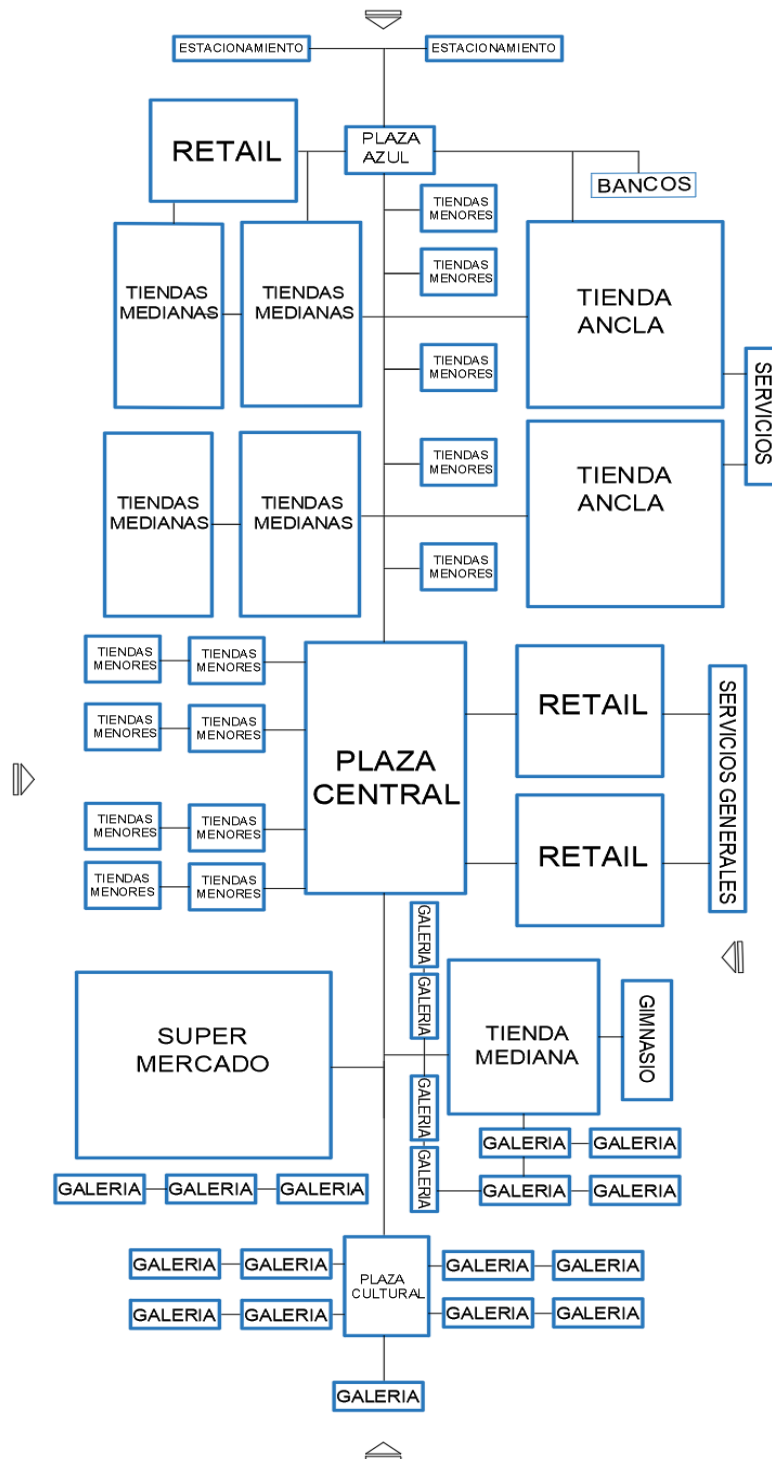 ESTACIONAMIENTO
ESTACIONAMIENTO
RETAIL
PLAZA
AZUL
BANCOS
TIENDAS
MENORES
TIENDAS
MENORES
TIENDAS
MEDIANAS
TIENDAS
MEDIANAS
TIENDA
ANCLA
TIENDAS
MENORES
SERVICIOS
TIENDAS
MENORES
TIENDAS
MEDIANAS
TIENDAS
MEDIANAS
TIENDA
ANCLA
TIENDAS
MENORES
TIENDAS
MENORES
TIENDAS
MENORES
TIENDAS
MENORES
TIENDAS
MENORES
PLAZA
CENTRAL
RETAIL
SERVICIOS GENERALES
TIENDAS
MENORES
TIENDAS
MENORES
TIENDAS
MENORES
TIENDAS
MENORES
RETAIL
GALERIA
GALERIA
SUPER
MERCADO
TIENDA
MEDIANA
GIMNASIO
GALERIA
GALERIA
GALERIA
GALERIA
GALERIA
GALERIA
GALERIA
GALERIA
GALERIA
GALERIA
GALERIA
PLAZA
CULTURAL
GALERIA
GALERIA
GALERIA
GALERIA
GALERIA
GALERIA
GALERIA